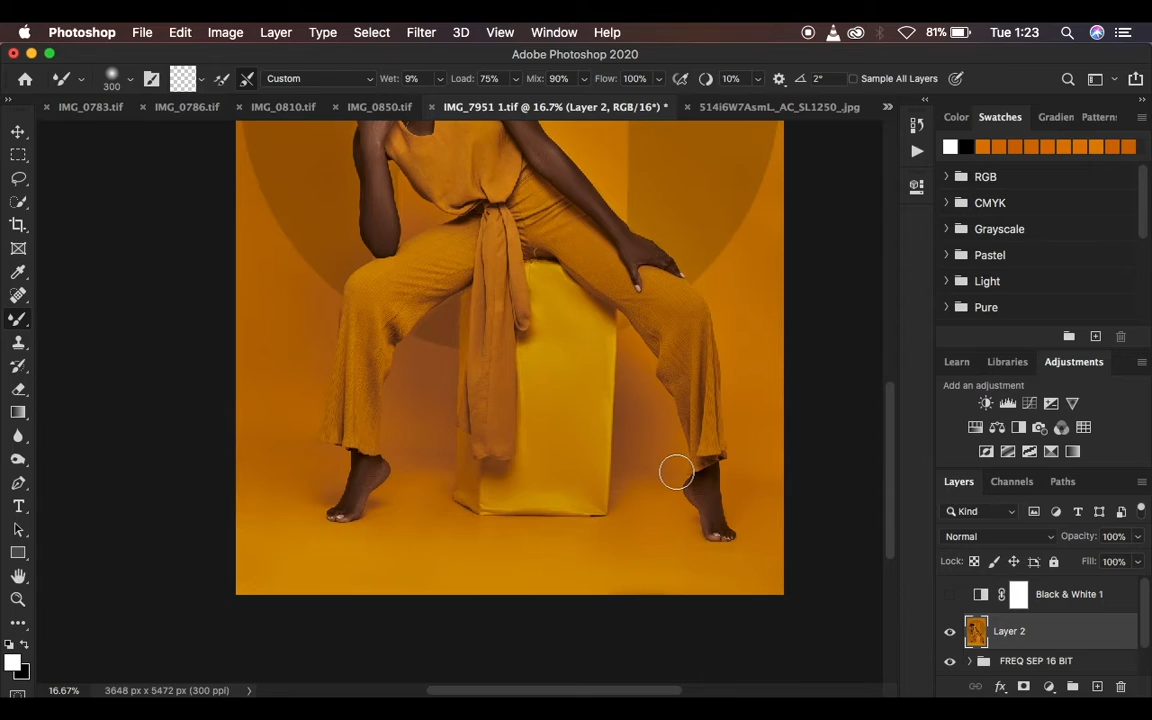 Photoshop File Edit Image Layer Type Select Filter 3D View Window Help 81% Tue 1:23
Adobe Photoshop 2020
300 Custom Wet: 9% Load: 75% Mix: 90% Flow: 100% 10% 2° Sample All Layers
IMG_0783.tif IMG_0786.tif IMG_0810.tif IMG_0850.tif IMG_7951 1.tif @ 16.7% (Layer 2, RGB/16*) * 514i6W7AsmL_AC_SL1250_.jpg
Color Swatches Gradien Pattern:
RGB
CMYK
Grayscale
Pastel
Light
Pure
Learn Libraries Adjustments
Add an adjustment
Layers Channels Paths
Kind
Normal Opacity: 100%
Lock: Fill: 100%
Black & White 1
Layer 2
FREQ SEP 16 BIT
16.67% 3648 px x 5472 px (300 ppi)